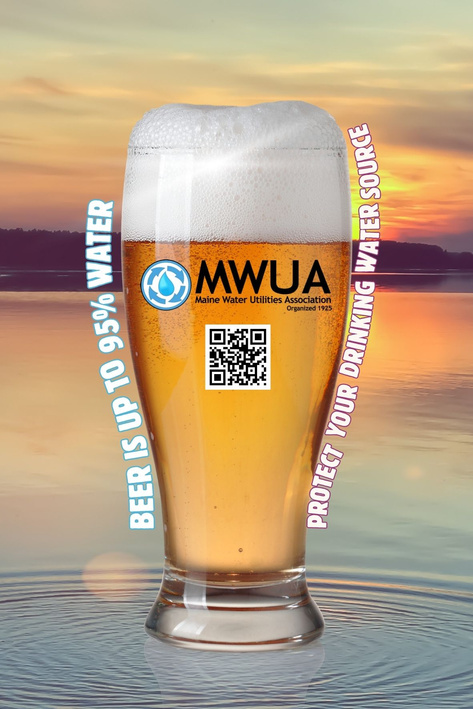 BEER IS UP TO 95% WATER
MWUA
Maine Water Utilities Association
Organized 1925
PROTECT YOUR DRINKING WATER SOURCE